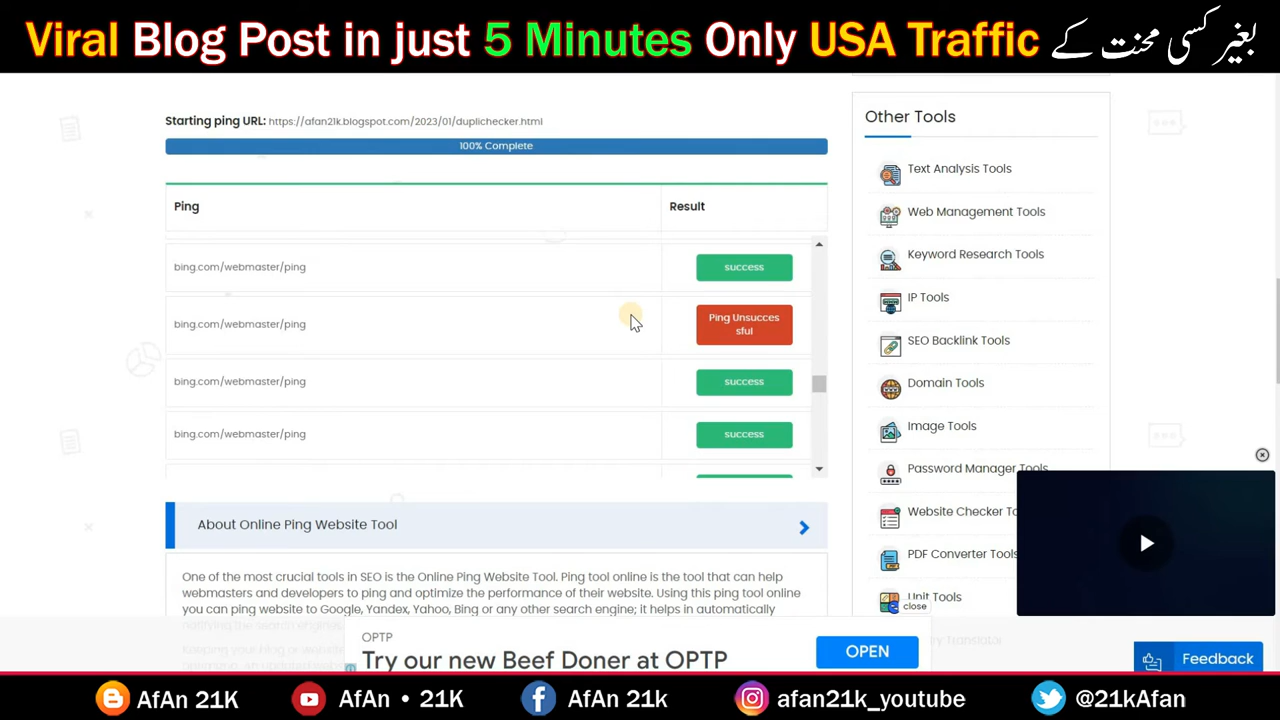 Viral Blog Post in just 5 Minutes Only USA Traffic بغیر کسی محنت کے
Starting ping URL: https://afan21k.blogspot.com/2023/01/duplichecker.html
100% Complete
Ping Result
bing.com/webmaster/ping success
bing.com/webmaster/ping Ping Unsucces
sful
bing.com/webmaster/ping success
bing.com/webmaster/ping success
About Online Ping Website Tool
One of the most crucial tools in SEO is the Online Ping Website Tool. Ping tool online is the tool that can help
webmasters and developers to ping and optimize the performance of their website. Using this ping tool online
you can ping website to Google, Yandex, Yahoo, Bing or any other search engine; it helps in automatically
Other Tools
Text Analysis Tools
Web Management Tools
Keyword Research Tools
IP Tools
SEO Backlink Tools
Domain Tools
Image Tools
Password Manager Tools
Website Checker To
PDF Converter Tools
Unit Tools
close
Translator
OPTP
Try our new Beef Doner at OPTP
OPEN
Feedback
AfAn 21K
AfAn • 21K
AfAn 21K
afan21k_youtube
@21kAfan